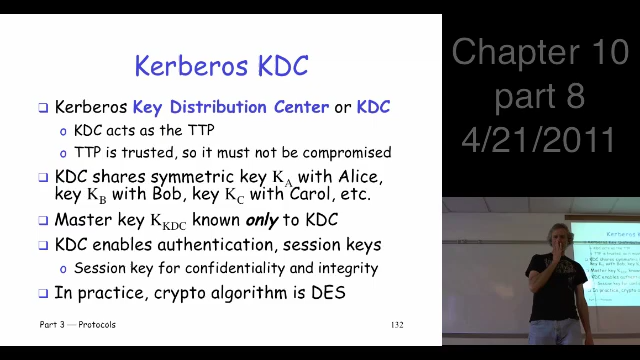 Kerberos KDC
Kerberos Key Distribution Center or KDC
KDC acts as the TTP
TTP is trusted, so it must not be compromised
KDC shares symmetric key K_A with Alice,
key K_B with Bob, key K_C with Carol, etc.
Master key K_KDC known only to KDC
KDC enables authentication, session keys
Session key for confidentiality and integrity
In practice, crypto algorithm is DES
Part 3 — Protocols
132
Chapter 10
part 8
4/21/2011